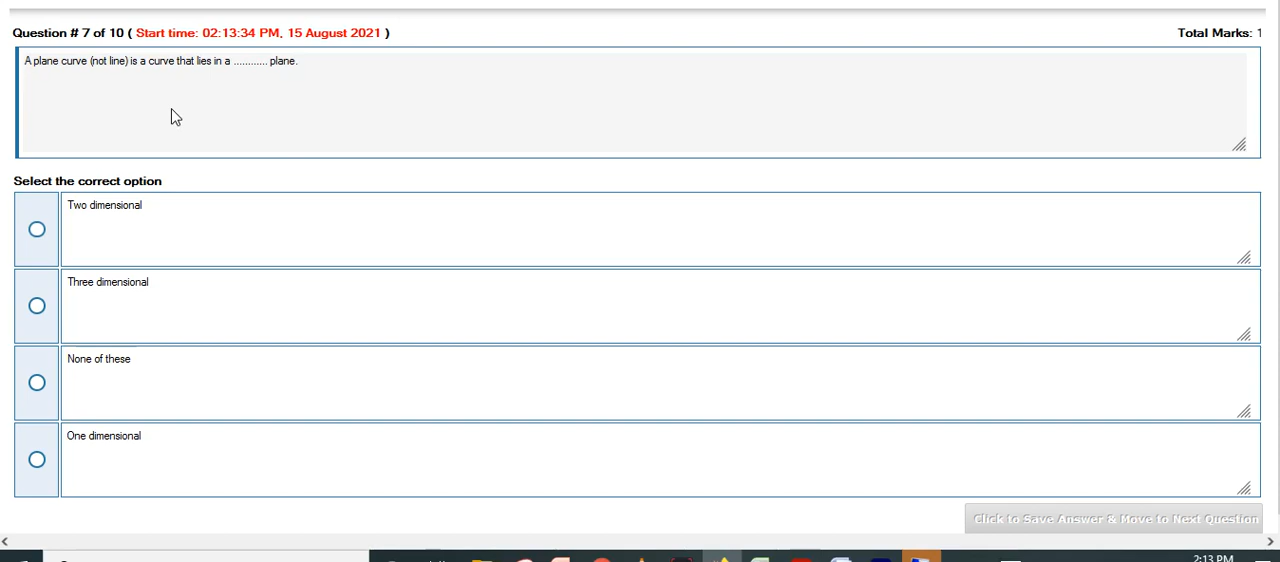 Question # 7 of 10 ( Start time: 02:13:34 PM, 15 August 2021 )
Total Marks: 1
A plane curve (not line) is a curve that lies in a ............ plane.
Select the correct option
Two dimensional
Three dimensional
None of these
One dimensional
Click to Save Answer & Move to Next Question
2:13 PM